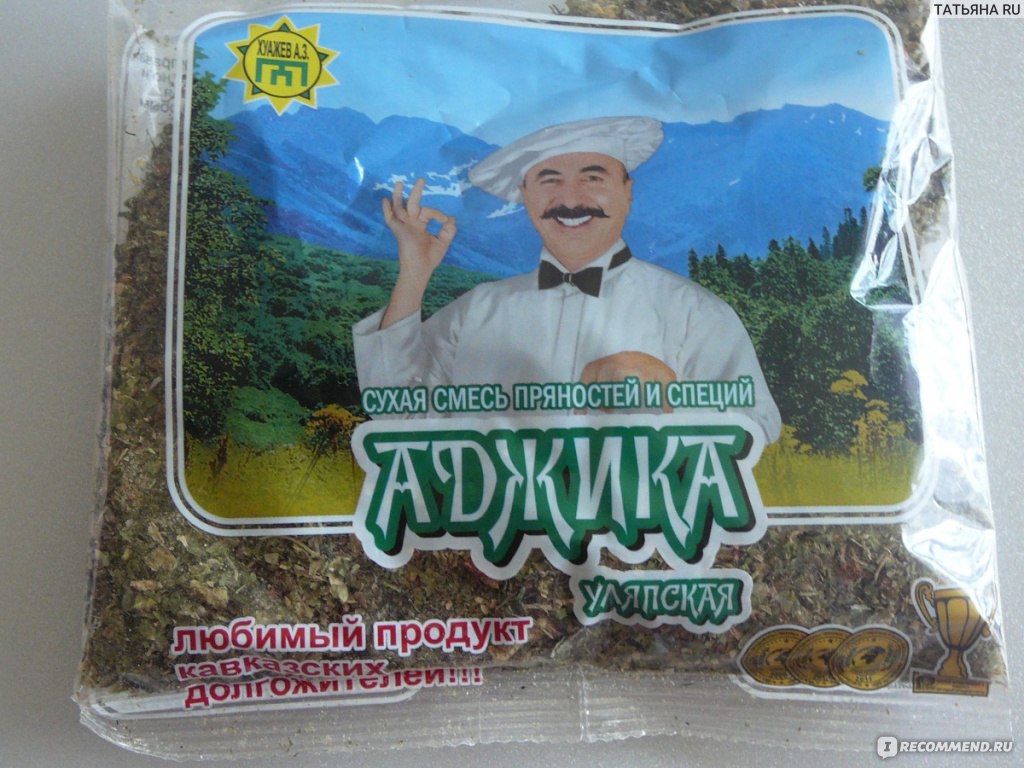 ТАТЬЯНА RU
ХУАЖЕВ А.З.
СУХАЯ СМЕСЬ ПРЯНОСТЕЙ И СПЕЦИЙ
АДЖИКА
УЛЯПСКАЯ
ЛЮБИМЫЙ ПРОДУКТ
КАВКАЗСКИХ
ДОЛГОЖИТЕЛЕЙ!!!
I RECOMMEND.RU